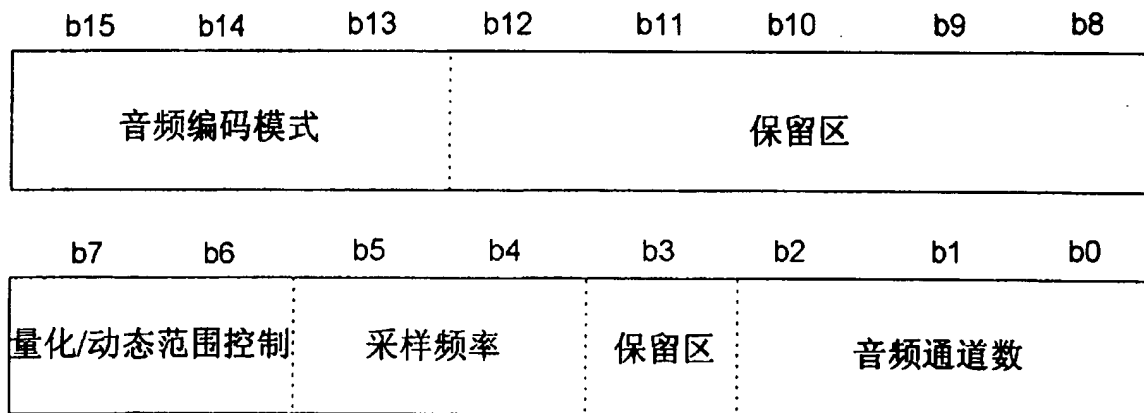 b15 b14 b13 b12 b11 b10 b9 b8
音频编码模式 保留区
b7 b6 b5 b4 b3 b2 b1 b0
量化/动态范围控制 采样频率 保留区 音频通道数